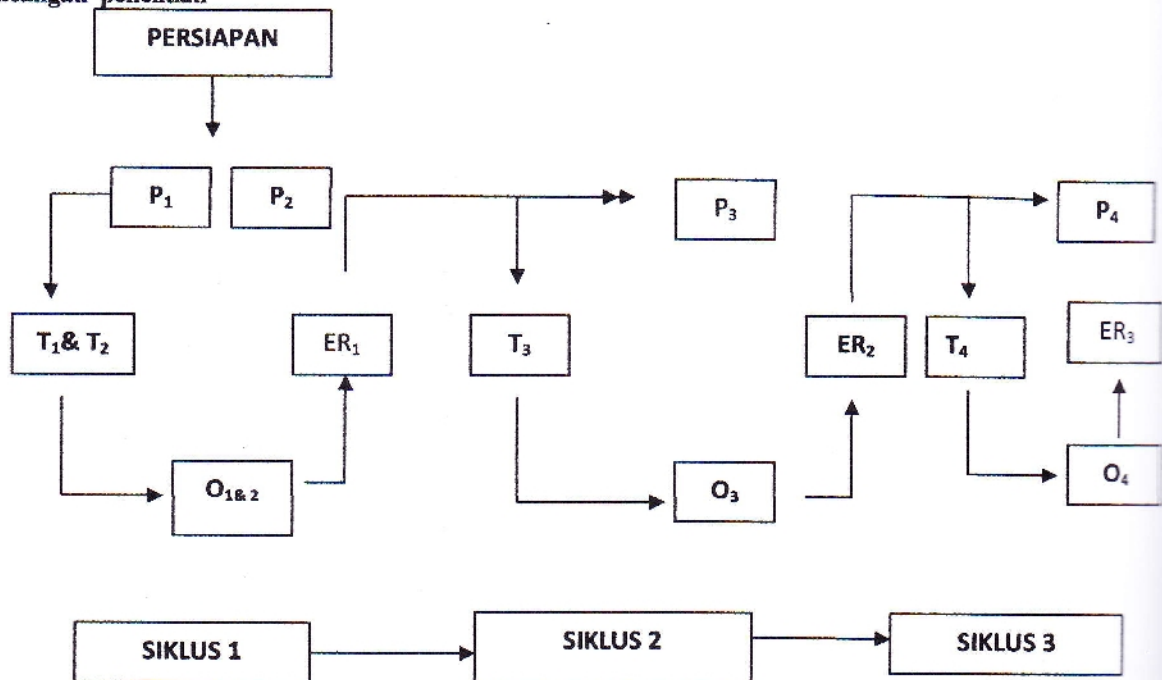 penelitian
PERSIAPAN
P₁
P₂
P₃
P₄
T₁& T₂
ER₁
T₃
ER₂
T₄
ER₃
O₁& ₂
O₃
O₄
SIKLUS 1
SIKLUS 2
SIKLUS 3